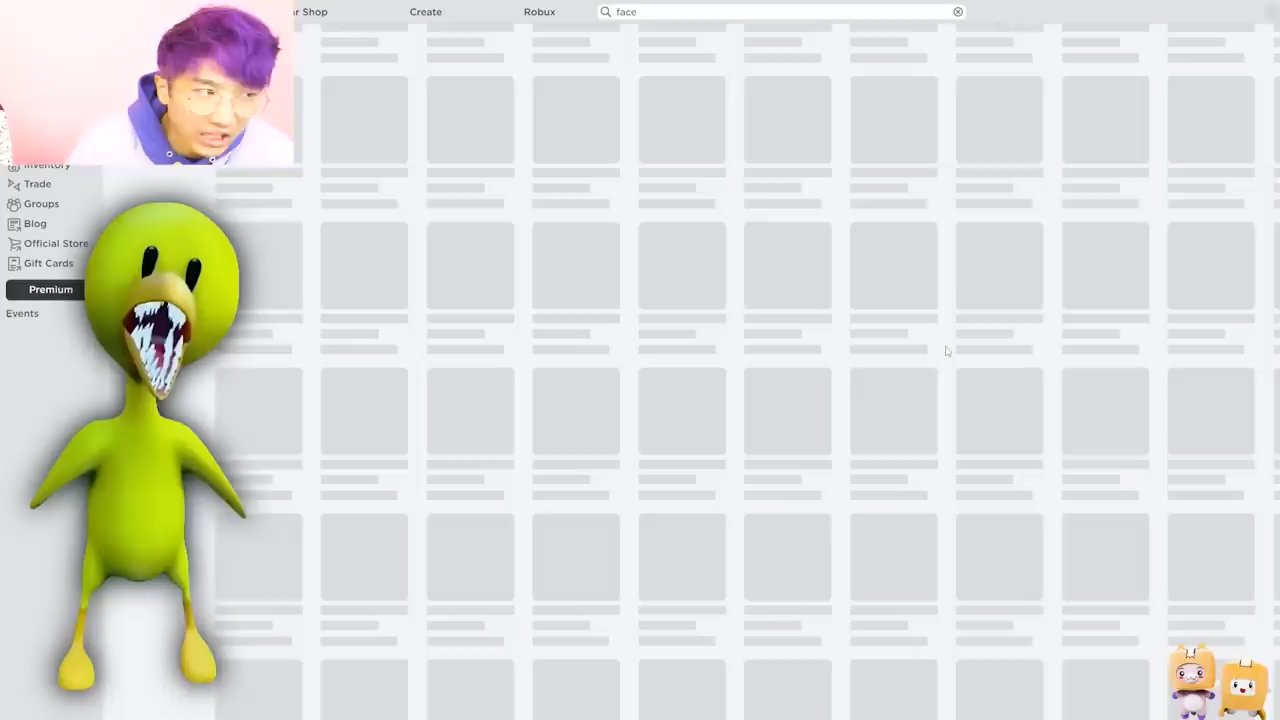 r Shop
Create
Robux
face
Inventory
Trade
Groups
Blog
Official Store
Gift Cards
Premium
Events